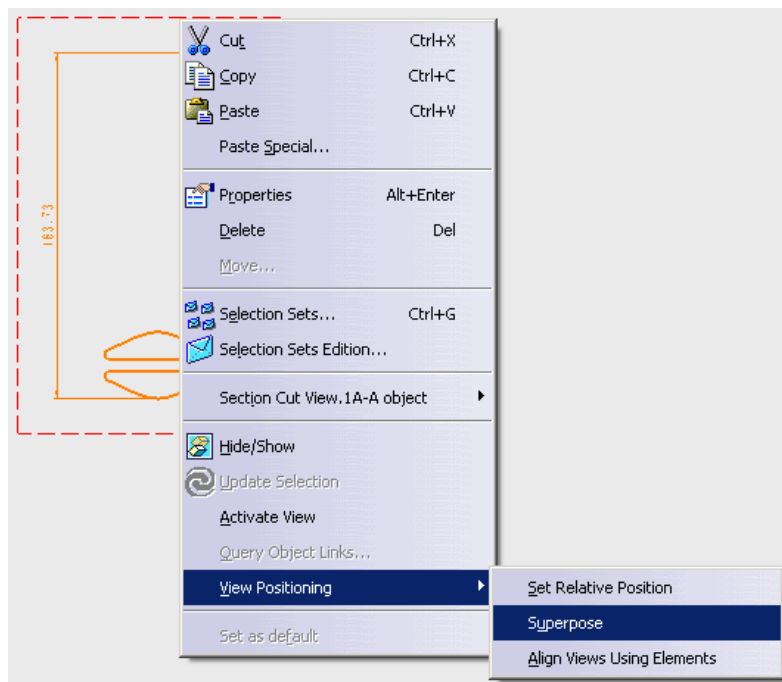 Cut Ctrl+X
Copy Ctrl+C
Paste Ctrl+V
Paste Special...
Properties Alt+Enter
Delete Del
Move...
163.73
Selection Sets... Ctrl+G
Selection Sets Edition...
Section Cut View.1A-A object
Hide/Show
Update Selection
Activate View
Query Object Links...
View Positioning
Set as default
Set Relative Position
Superpose
Align Views Using Elements